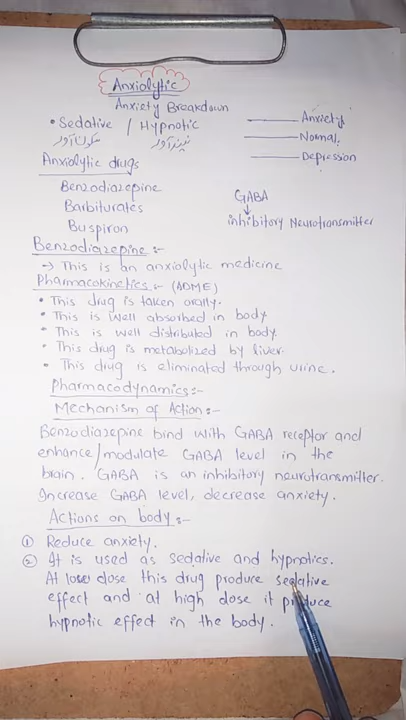 Anxiolytic
Anxiety Breakdown
• Sedative / Hypnotic
سکون آور نیند آور
Anxiety
Normal.
Depression
Anxiolytic drugs
Benzodiazepine
Barbiturates
Buspiron
GABA
↓
inhibitory Neurotransmitter
Benzodiazepine :-
→ This is an anxiolytic medicine
Pharmacokinetics :- (ADME)
• This drug is taken orally.
• This is well absorbed in body
• This is well distributed in body.
• This drug is metabolized by liver.
• This drug is eliminated through urine.
Pharmacodynamics :-
Mechanism of Action :-
Benzodiazepine bind with GABA receptor and
enhance/modulate GABA level in the
brain. GABA is an inhibitory neurotransmitter.
Increase GABA level, decrease anxiety.
Actions on body :-
① Reduce anxiety.
② It is used as sedative and hypnotics.
At low dose this drug produce sedative
effect and at high dose it produce
hypnotic effect in the body.